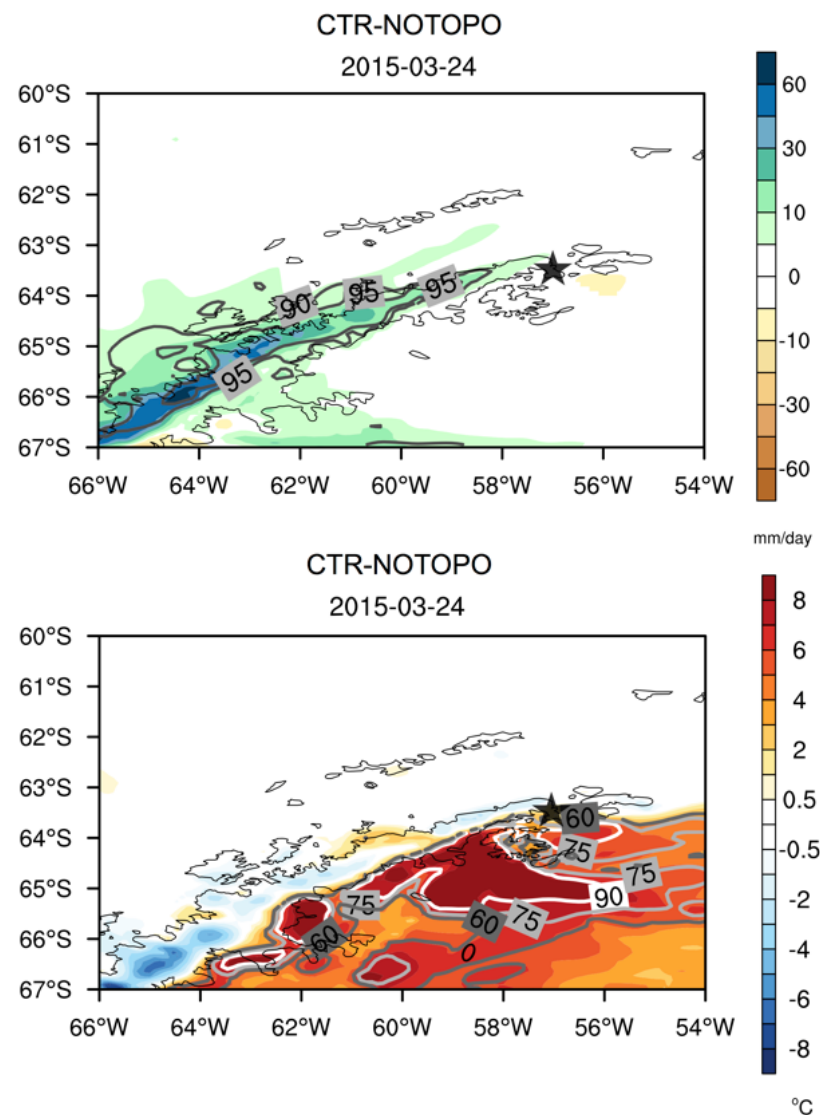 CTR-NOTOPO
2015-03-24
60°S
61°S
62°S
63°S
64°S
65°S
66°S
67°S
66°W 64°W 62°W 60°W 58°W 56°W 54°W
90 95 95
95
60
30
10
0
-10
-30
-60
mm/day
CTR-NOTOPO
2015-03-24
60°S
61°S
62°S
63°S
64°S
65°S
66°S
67°S
66°W 64°W 62°W 60°W 58°W 56°W 54°W
60
75
75
75 90
60 75
60
0
8
6
4
2
0.5
-0.5
-2
-4
-6
-8
°C